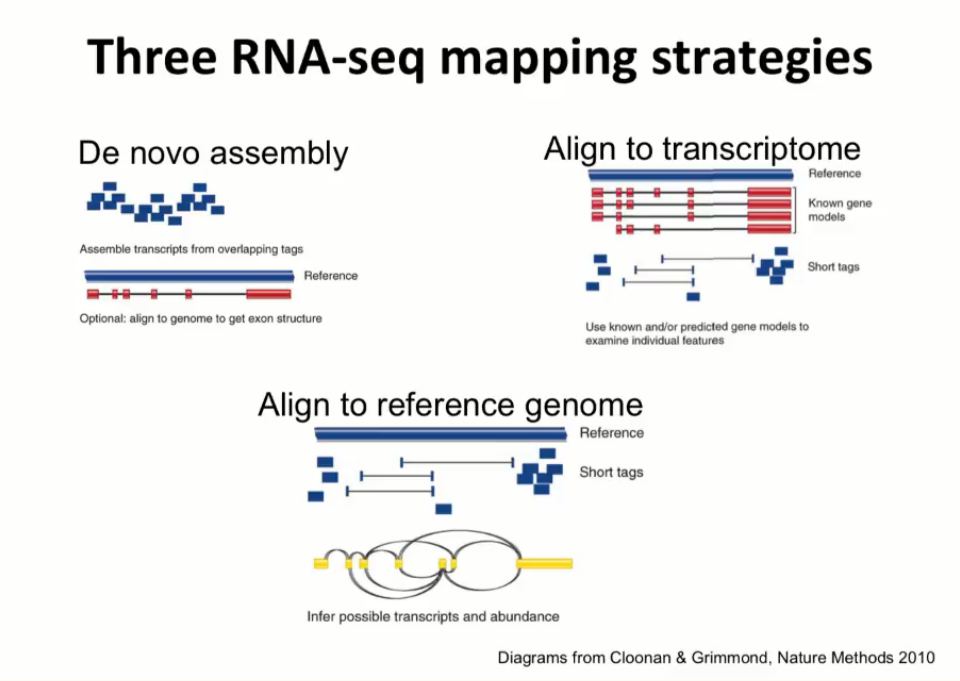 Three RNA-seq mapping strategies
De novo assembly
Assemble transcripts from overlapping tags
Reference
Optional: align to genome to get exon structure
Align to transcriptome
Reference
Known gene
models
Short tags
Use known and/or predicted gene models to
examine individual features
Align to reference genome
Reference
Short tags
Infer possible transcripts and abundance
Diagrams from Cloonan & Grimmond, Nature Methods 2010